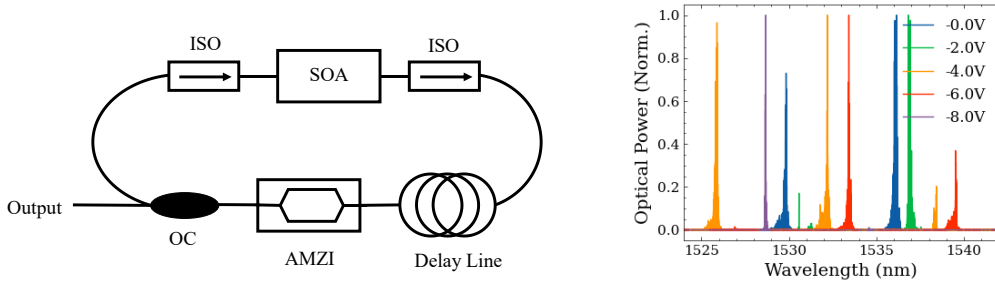 ISO
SOA
ISO
Output
OC
AMZI
Delay Line
Optical Power (Norm.)
1.0
0.8
0.6
0.4
0.2
0.0
1525
1530
1535
1540
Wavelength (nm)
-0.0V
-2.0V
-4.0V
-6.0V
-8.0V